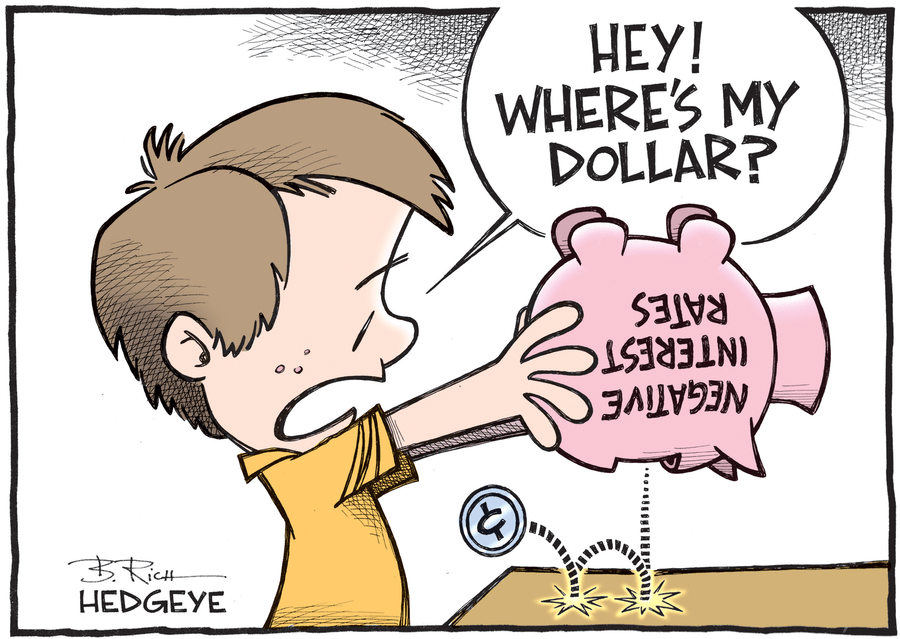 HEY!
WHERE'S MY
DOLLAR?
NEGATIVE
INTEREST
RATES
¢
B. RICH
HEDGEYE